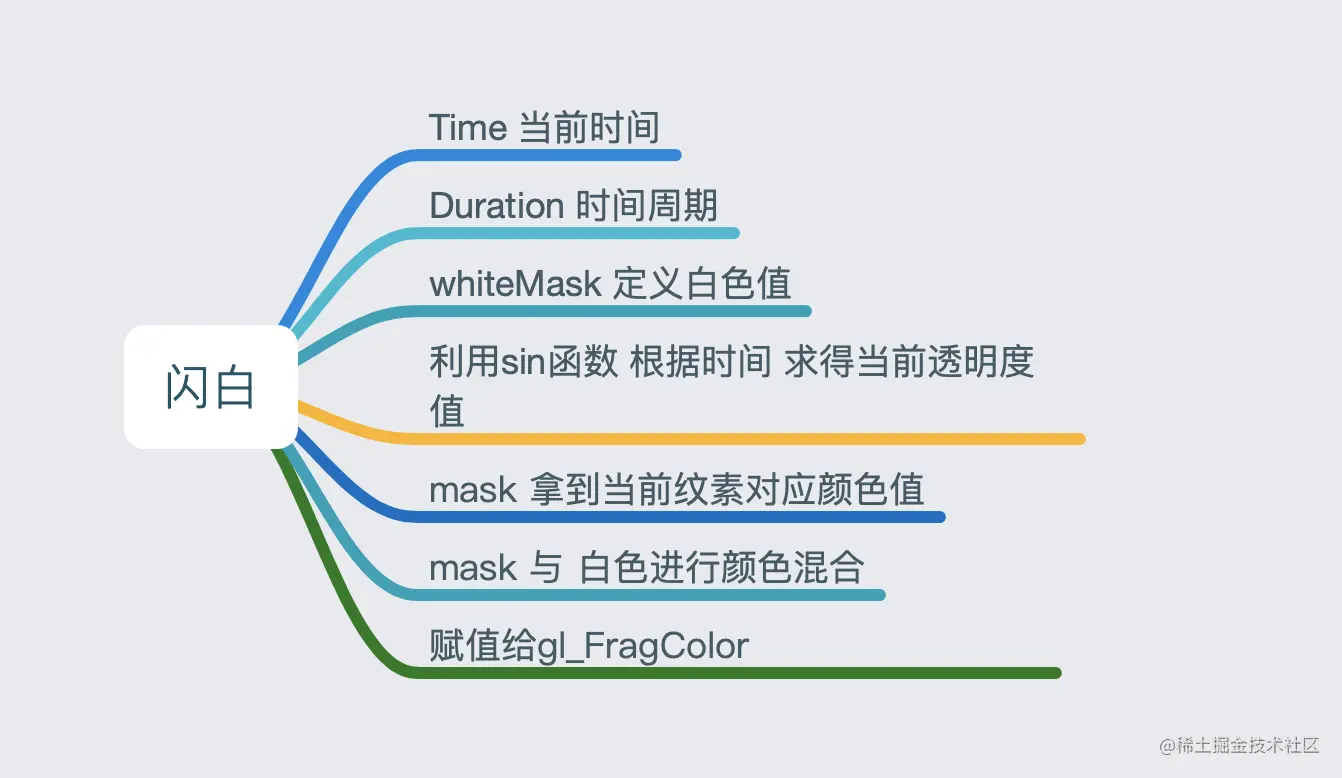 Time 当前时间
Duration 时间周期
whiteMask 定义白色值
利用sin函数 根据时间 求得当前透明度
值
闪白
mask 拿到当前纹素对应颜色值
mask 与 白色进行颜色混合
赋值给gl_FragColor
@稀土掘金技术社区